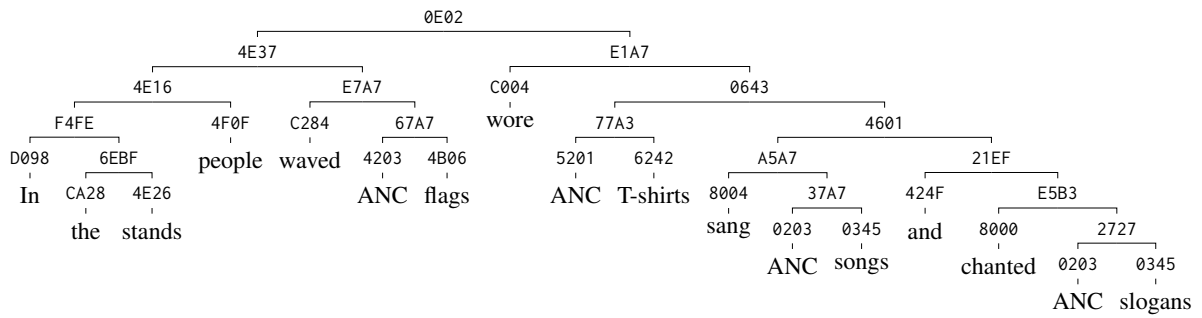 0E02
4E37 E1A7
4E16 E7A7 C004 0643
F4FE 4F0F C284 67A7 wore 77A3 4601
D098 6EBF people waved 4203 4B06 5201 6242 A5A7 21EF
In CA28 4E26 ANC flags ANC T-shirts 8004 37A7 424F E5B3
the stands sang 0203 0345 and 8000 2727
ANC songs chanted 0203 0345
ANC slogans